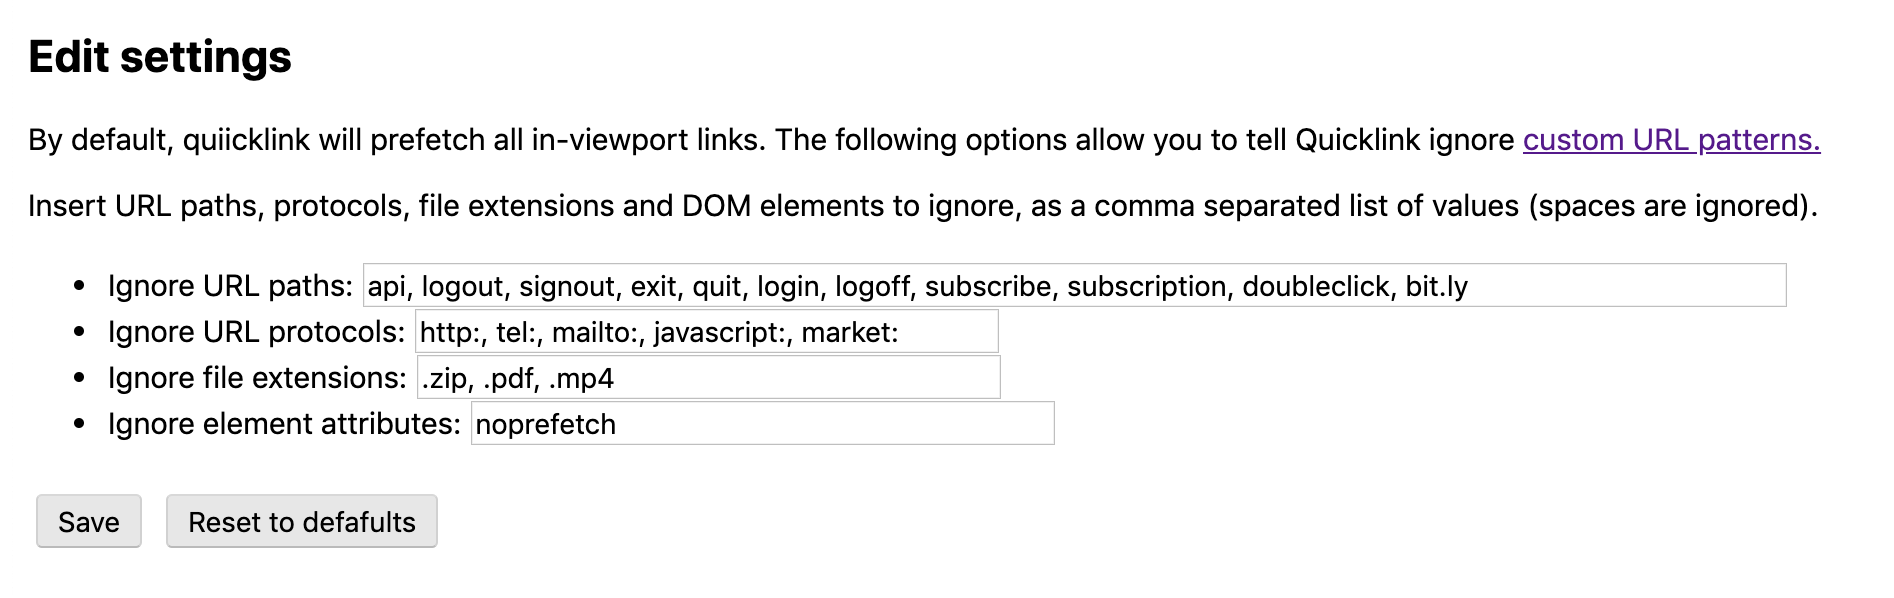 Edit settings
By default, quiicklink will prefetch all in-viewport links. The following options allow you to tell Quicklink ignore custom URL patterns.
Insert URL paths, protocols, file extensions and DOM elements to ignore, as a comma separated list of values (spaces are ignored).
• Ignore URL paths: api, logout, signout, exit, quit, login, logoff, subscribe, subscription, doubleclick, bit.ly
• Ignore URL protocols: http:, tel:, mailto:, javascript:, market:
• Ignore file extensions: .zip, .pdf, .mp4
• Ignore element attributes: noprefetch
Save Reset to defafults